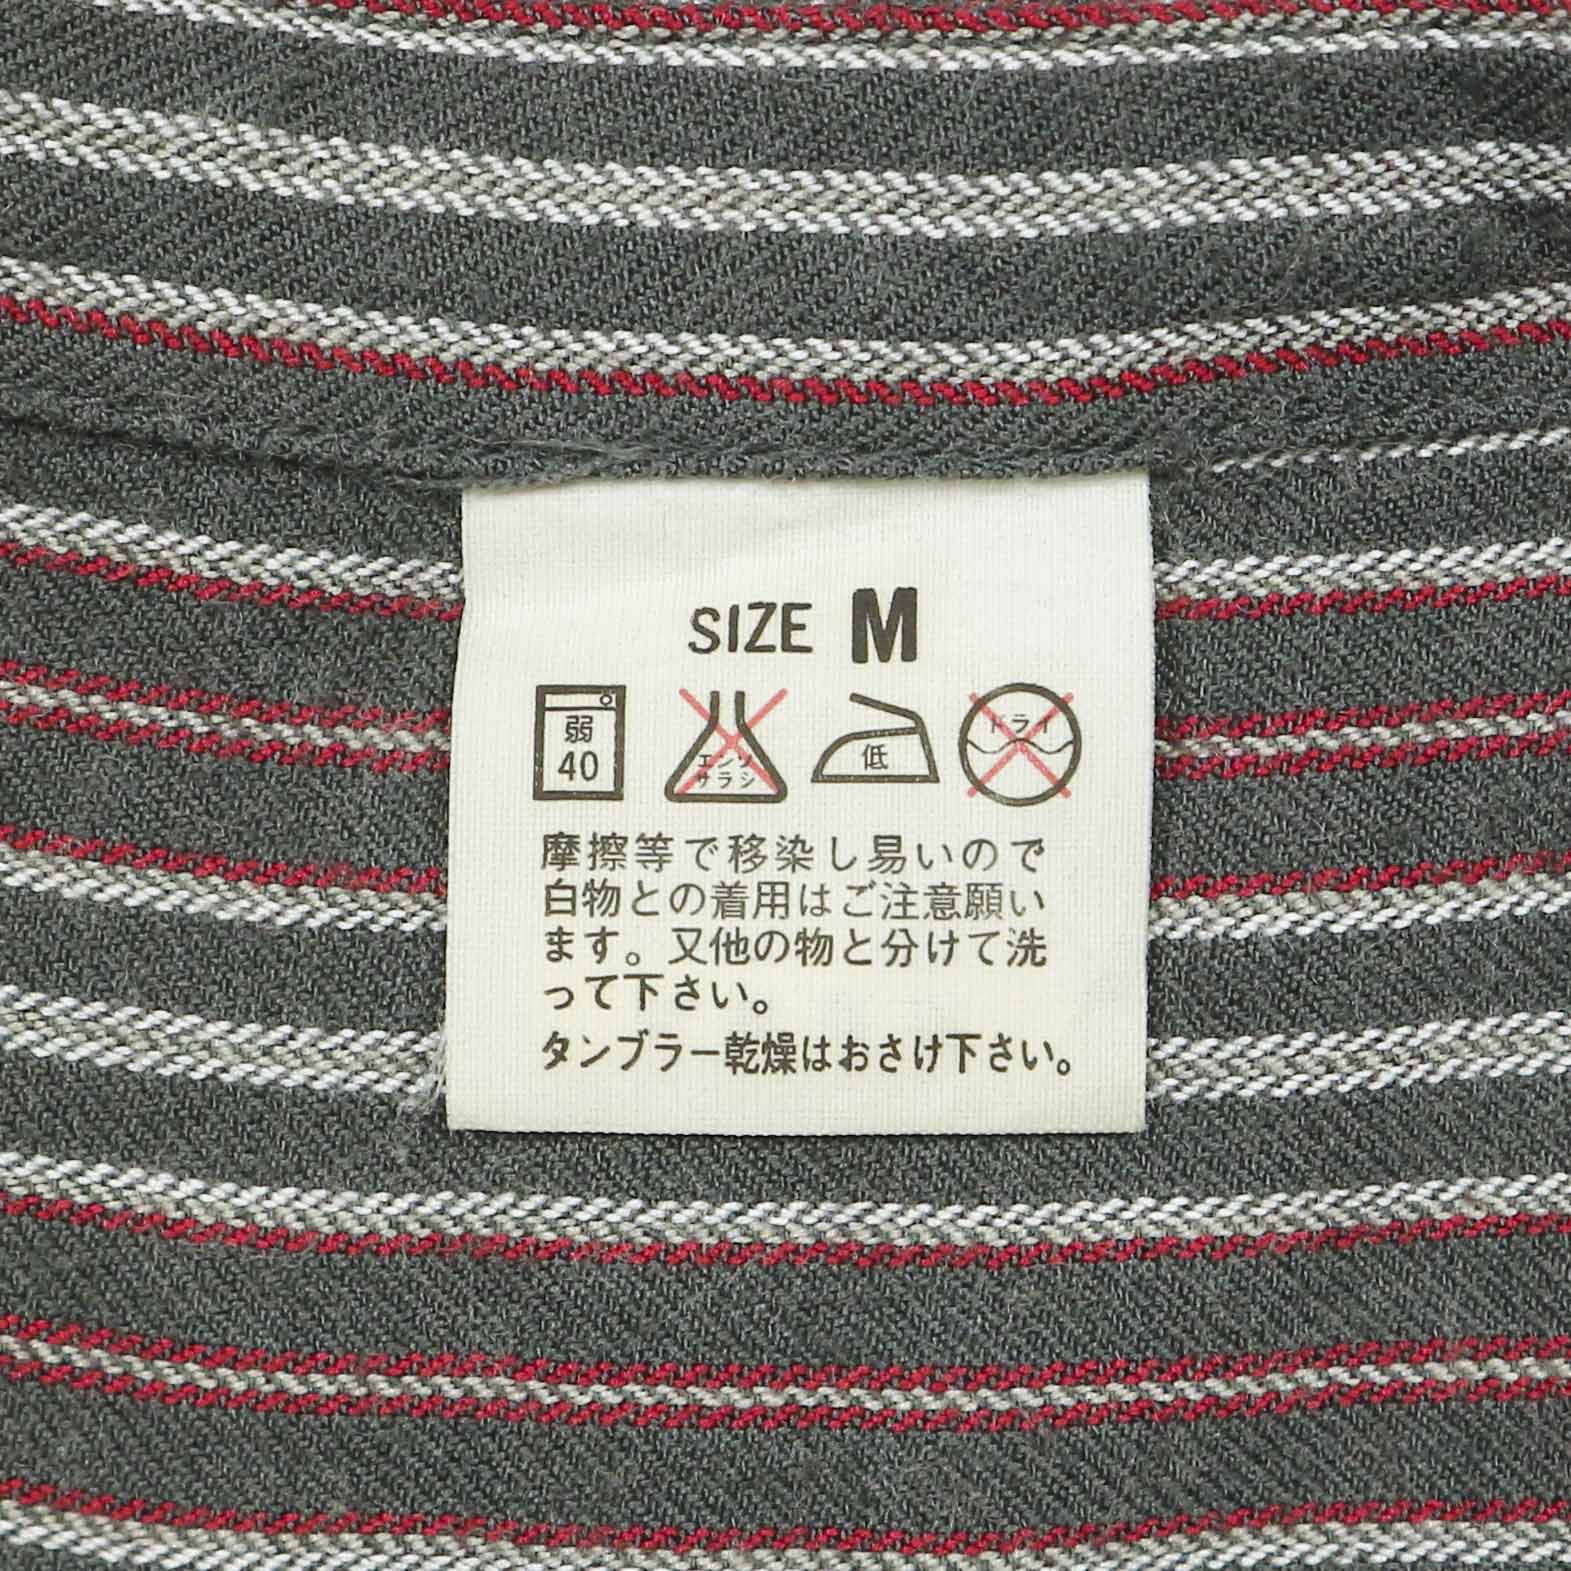 SIZE M
弱
40
エンソ
サラシ
低
ドライ
摩擦等で移染し易いので
白物との着用はご注意願い
ます。又他の物と分けて洗
って下さい。
タンブラー乾燥はおさけ下さい。